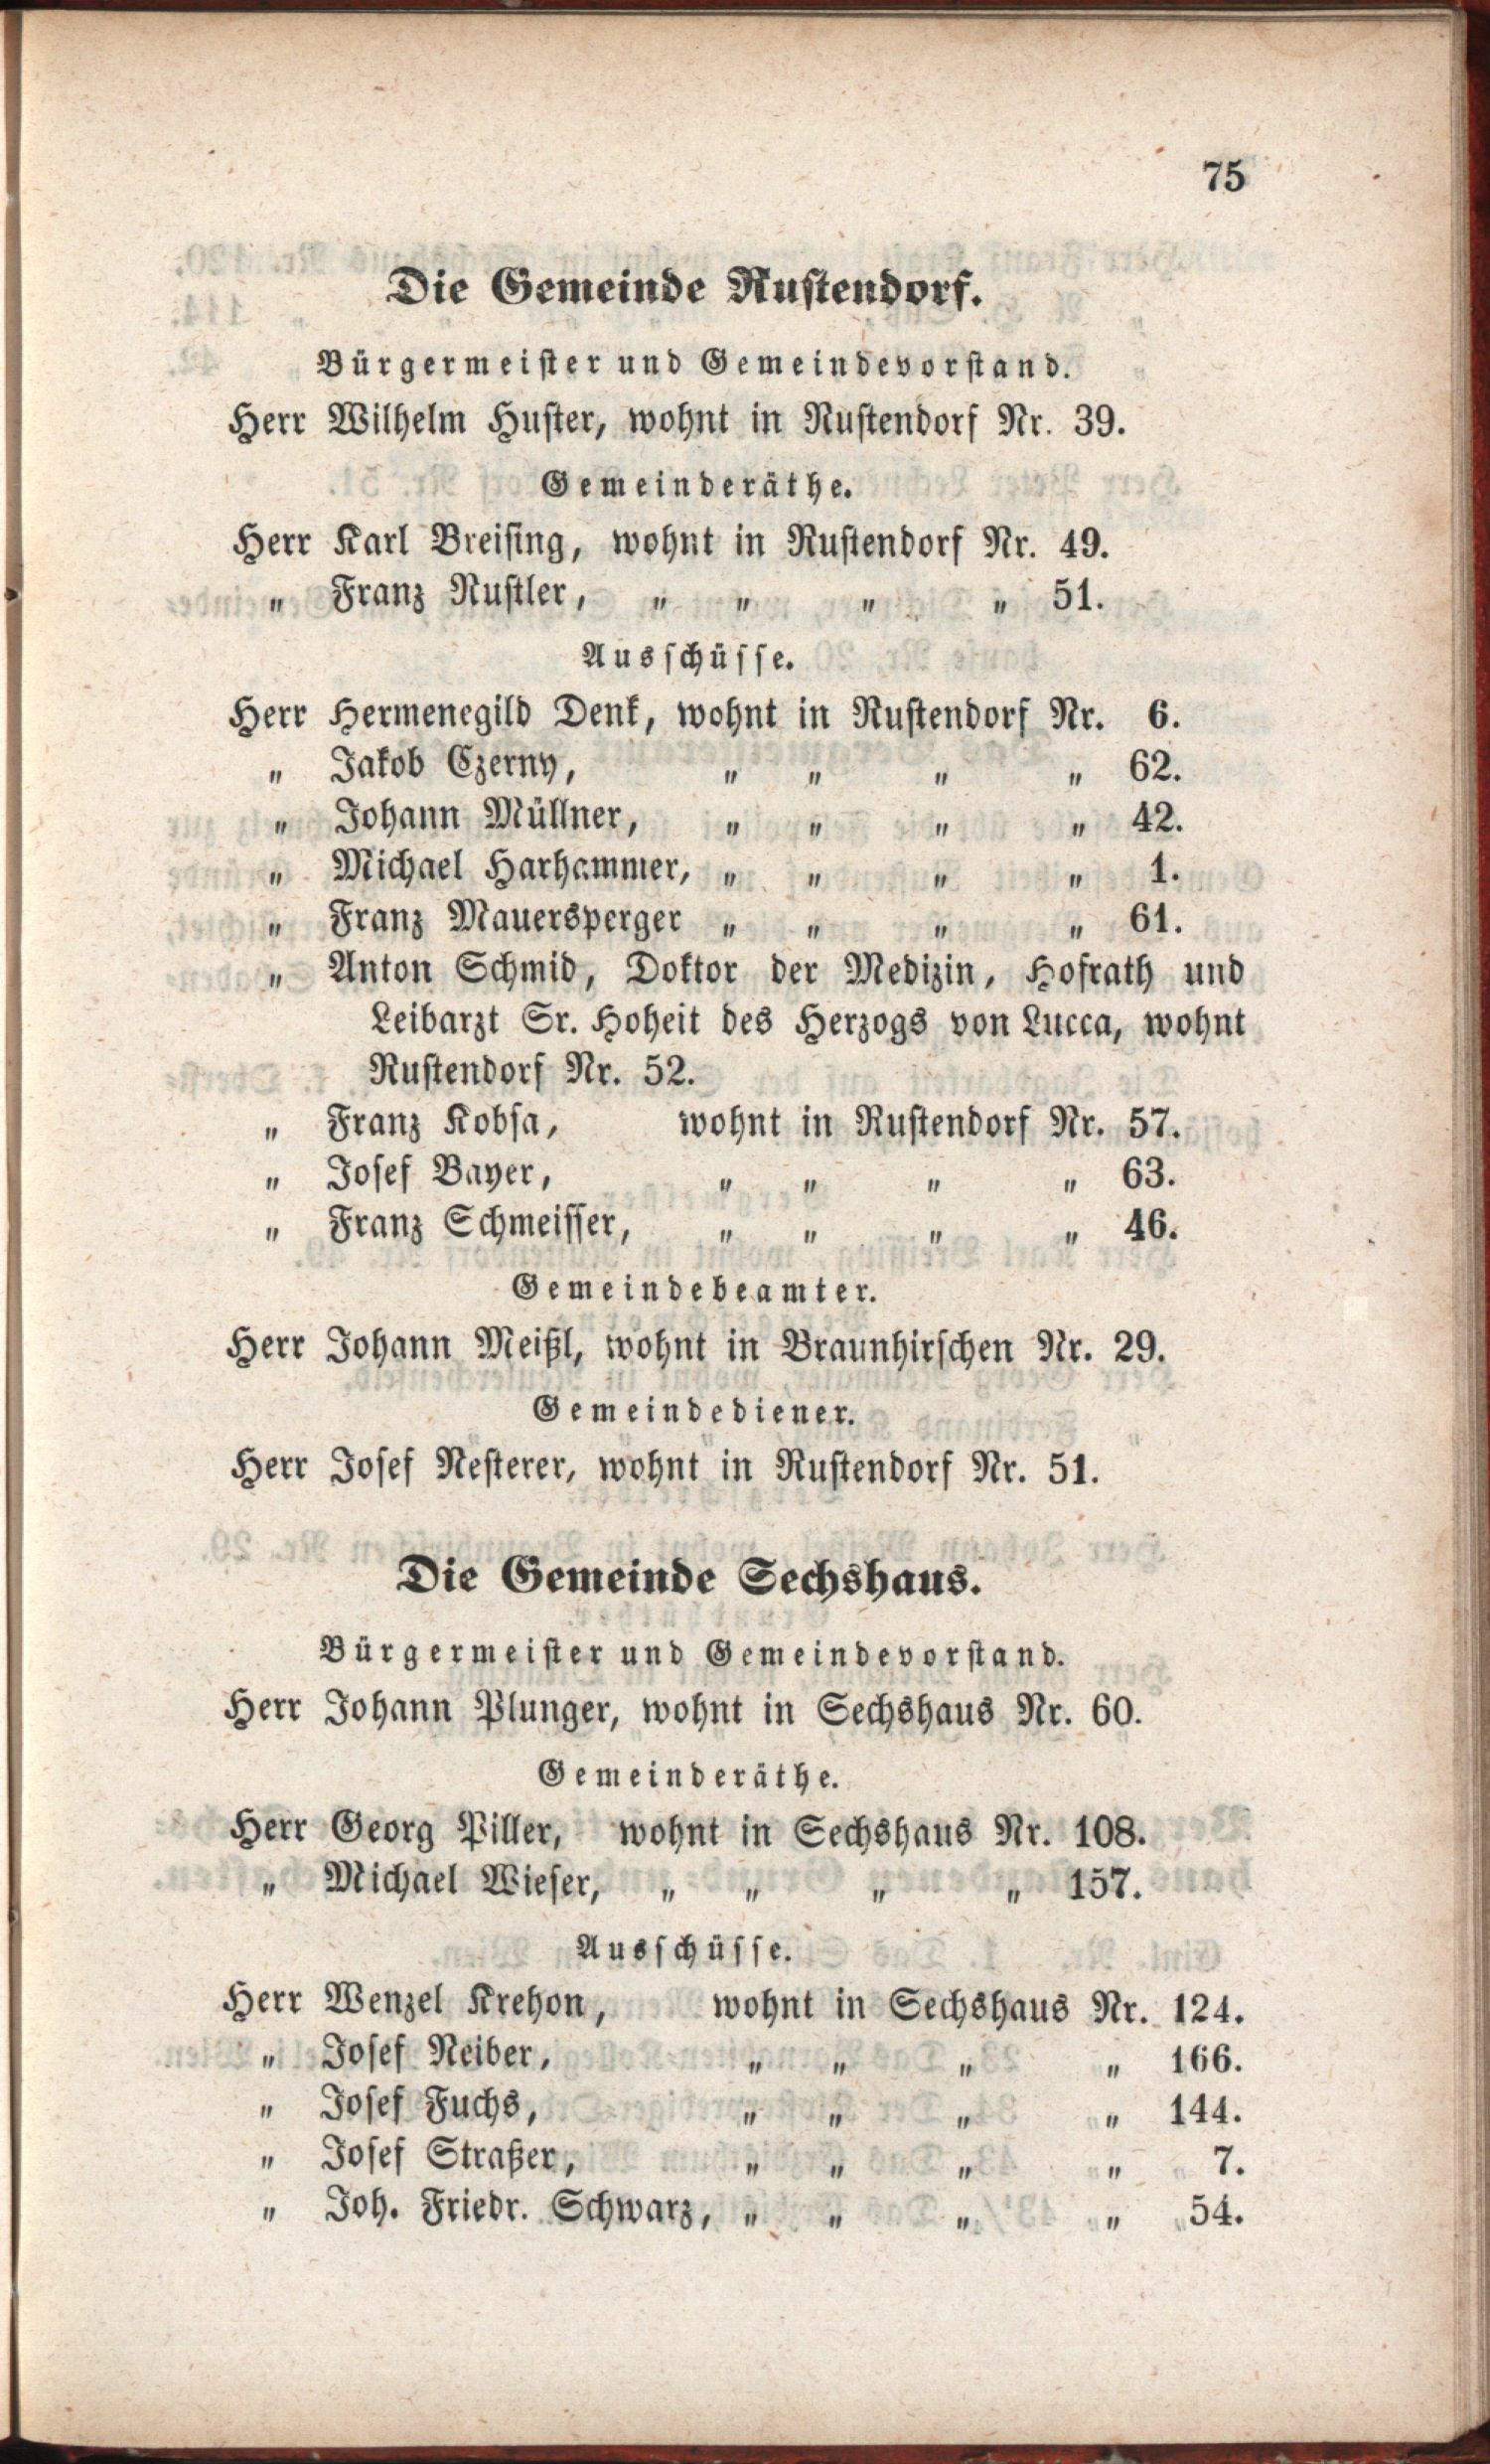 75
Die Gemeinde Rustendorf.
Bürgermeister und Gemeindevorstand.
Herr Wilhelm Huster, wohnt in Rustendorf Nr. 39.
Gemeinderäthe.
Herr Karl Breising, wohnt in Rustendorf Nr. 49.
„ Franz Rustler, „ „ „ „ 51.
Ausschüsse.
Herr Hermenegild Denk, wohnt in Rustendorf Nr. 6.
„ Jakob Czerny, „ „ „ „ 62.
„ Johann Müllner, „ „ „ „ 42.
„ Michael Harhammer, „ „ „ „ 1.
„ Franz Mauersperger „ „ „ „ 61.
„ Anton Schmid, Doktor der Medizin, Hofrath und
Leibarzt Sr. Hoheit des Herzogs von Lucca, wohnt
Rustendorf Nr. 52.
„ Franz Kobsa, wohnt in Rustendorf Nr. 57.
„ Josef Bayer, „ „ „ „ 63.
„ Franz Schmeisser, „ „ „ „ 46.
Gemeindebeamter.
Herr Johann Meißl, wohnt in Braunhirschen Nr. 29.
Gemeindediener.
Herr Josef Nesterer, wohnt in Rustendorf Nr. 51.
Die Gemeinde Sechshaus.
Bürgermeister und Gemeindevorstand.
Herr Johann Plunger, wohnt in Sechshaus Nr. 60.
Gemeinderäthe.
Herr Georg Piller, wohnt in Sechshaus Nr. 108.
„ Michael Wieser, „ „ „ „ 157.
Ausschüsse.
Herr Wenzel Krehon, wohnt in Sechshaus Nr. 124.
„ Josef Neiber, „ „ „ „ 166.
„ Josef Fuchs, „ „ „ „ 144.
„ Josef Straßer, „ „ „ „ 7.
„ Joh. Friedr. Schwarz, „ „ „ „ 54.